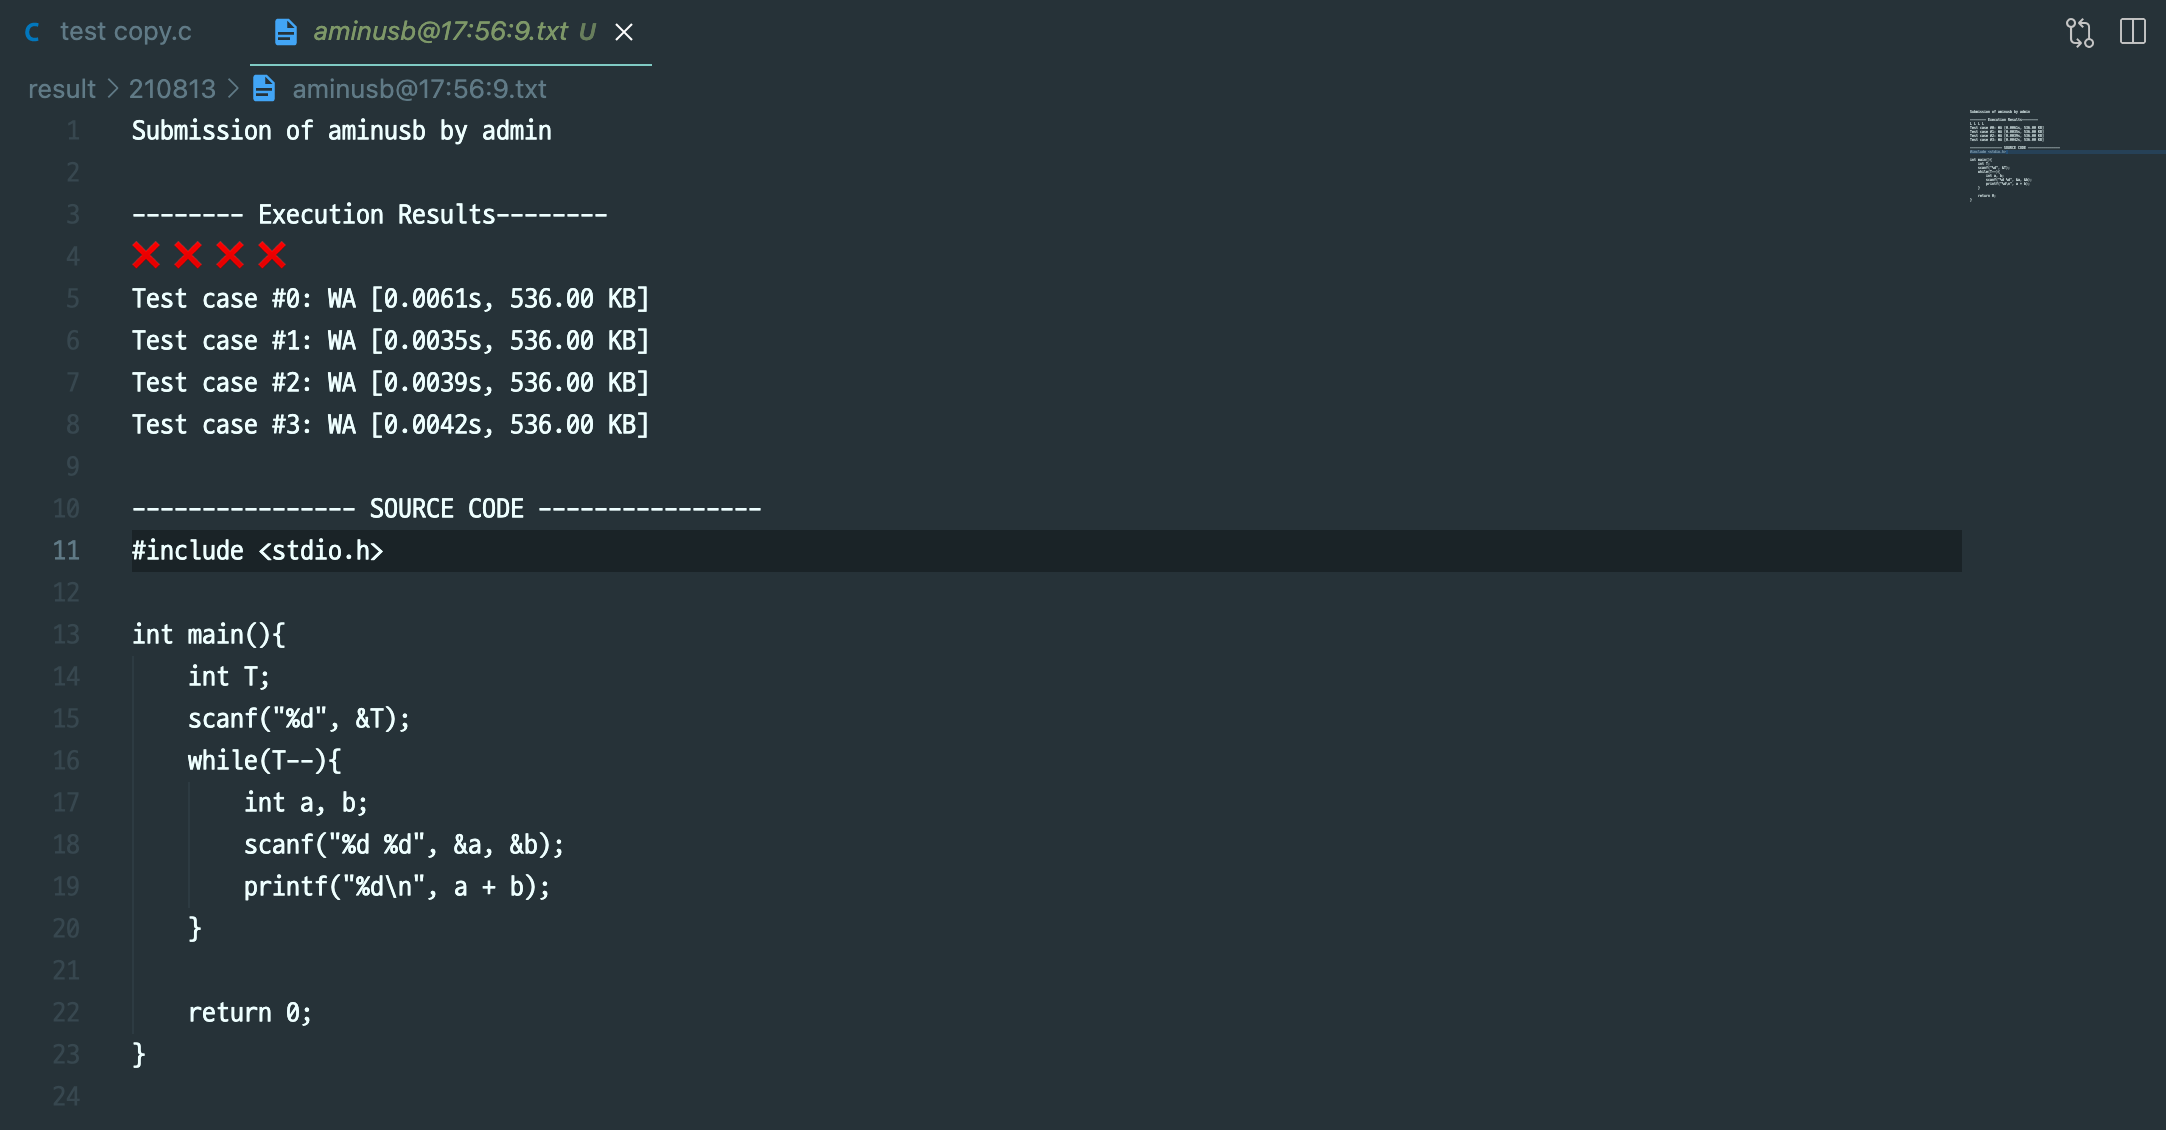 test copy.c aminusb@17:56:9.txt U
result > 210813 > aminusb@17:56:9.txt
1 Submission of aminusb by admin
2
3 -------- Execution Results--------
4 ❌ ❌ ❌ ❌
5 Test case #0: WA [0.0061s, 536.00 KB]
6 Test case #1: WA [0.0035s, 536.00 KB]
7 Test case #2: WA [0.0039s, 536.00 KB]
8 Test case #3: WA [0.0042s, 536.00 KB]
9
10 ---------------- SOURCE CODE ----------------
11 #include <stdio.h>
12
13 int main(){
14     int T;
15     scanf("%d", &T);
16     while(T--){
17         int a, b;
18         scanf("%d %d", &a, &b);
19         printf("%d\n", a + b);
20     }
21
22     return 0;
23 }
24